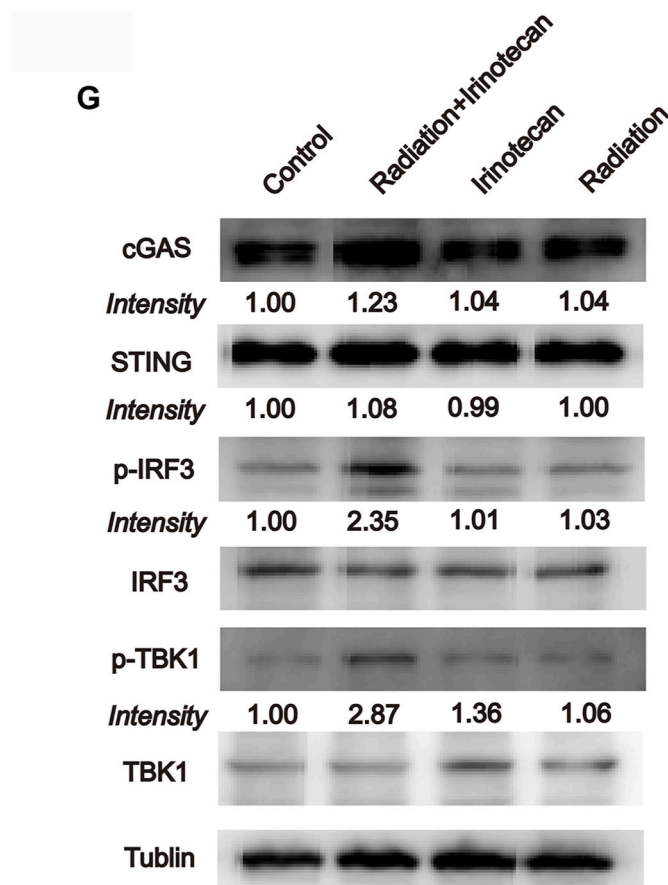 G
Control
Radiation+Irinotecan
Irinotecan
Radiation
cGAS
Intensity 1.00 1.23 1.04 1.04
STING
Intensity 1.00 1.08 0.99 1.00
p-IRF3
Intensity 1.00 2.35 1.01 1.03
IRF3
p-TBK1
Intensity 1.00 2.87 1.36 1.06
TBK1
Tublin